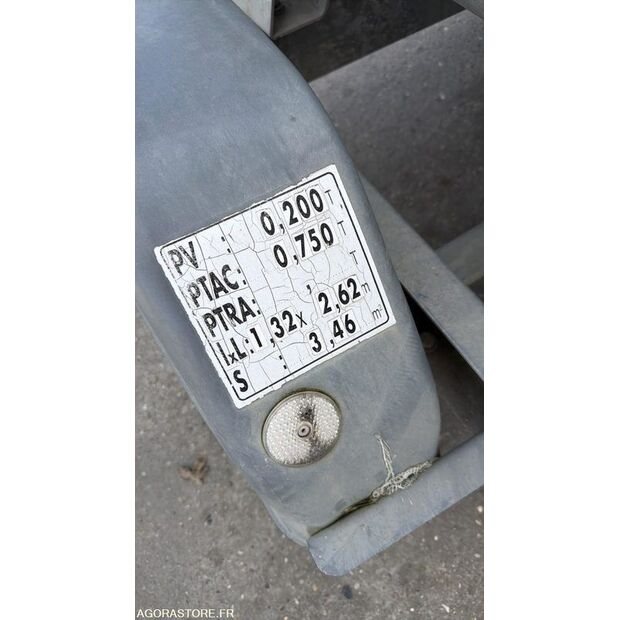 PV : 0,200 T
PTAC: 0,750 T
PTRA: , T
lxL: 1,32x 2,62 m
S : 3,46 m²
AGORASTORE.FR